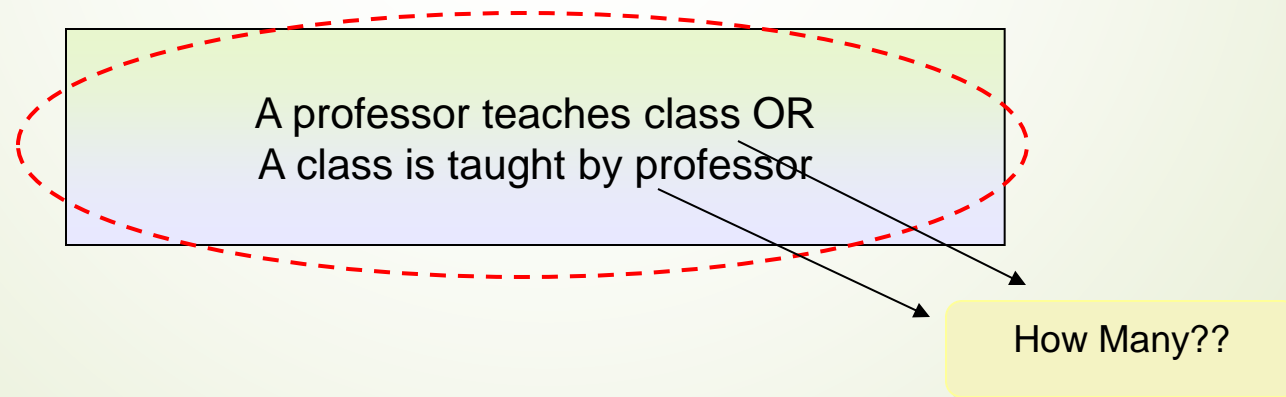 A professor teaches class OR
A class is taught by professor
How Many??